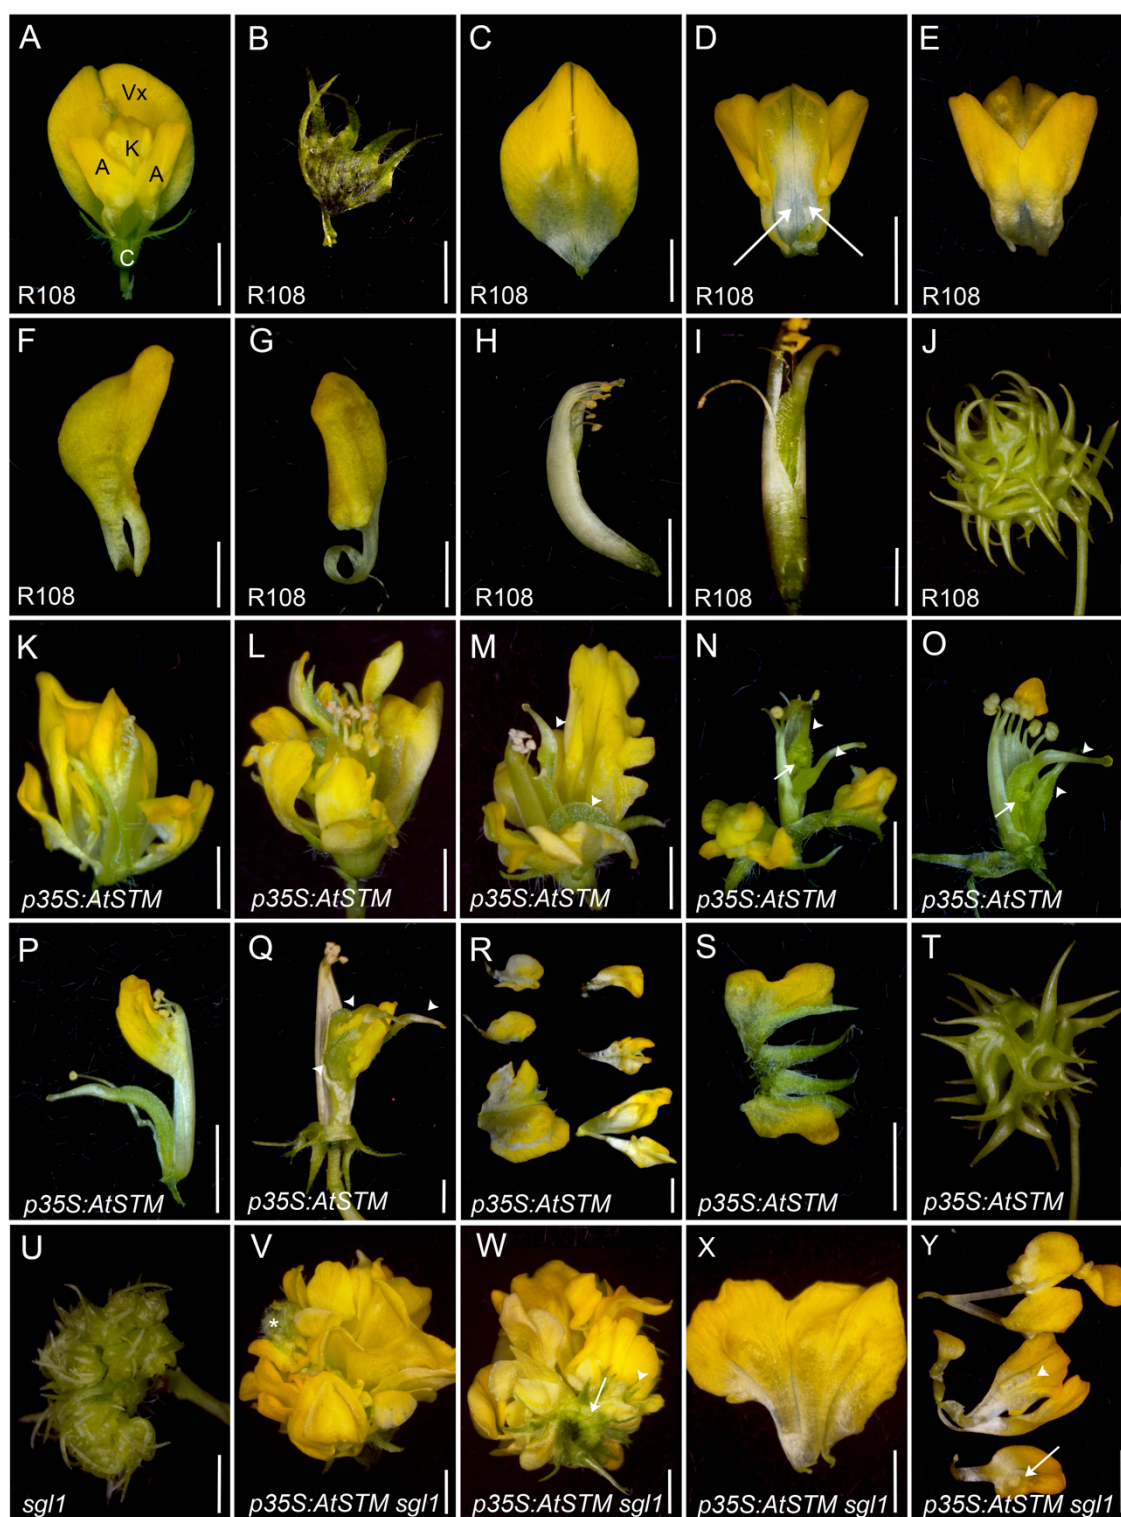 A B C D E
Vx
K
A A
C
R108 R108 R108 R108 R108
F G H I J
R108 R108 R108 R108 R108
K L M N O
p35S:AtSTM p35S:AtSTM p35S:AtSTM p35S:AtSTM p35S:AtSTM
P Q R S T
p35S:AtSTM p35S:AtSTM p35S:AtSTM p35S:AtSTM p35S:AtSTM
U V W X Y
*
sgl1 p35S:AtSTM sgl1 p35S:AtSTM sgl1 p35S:AtSTM sgl1 p35S:AtSTM sgl1